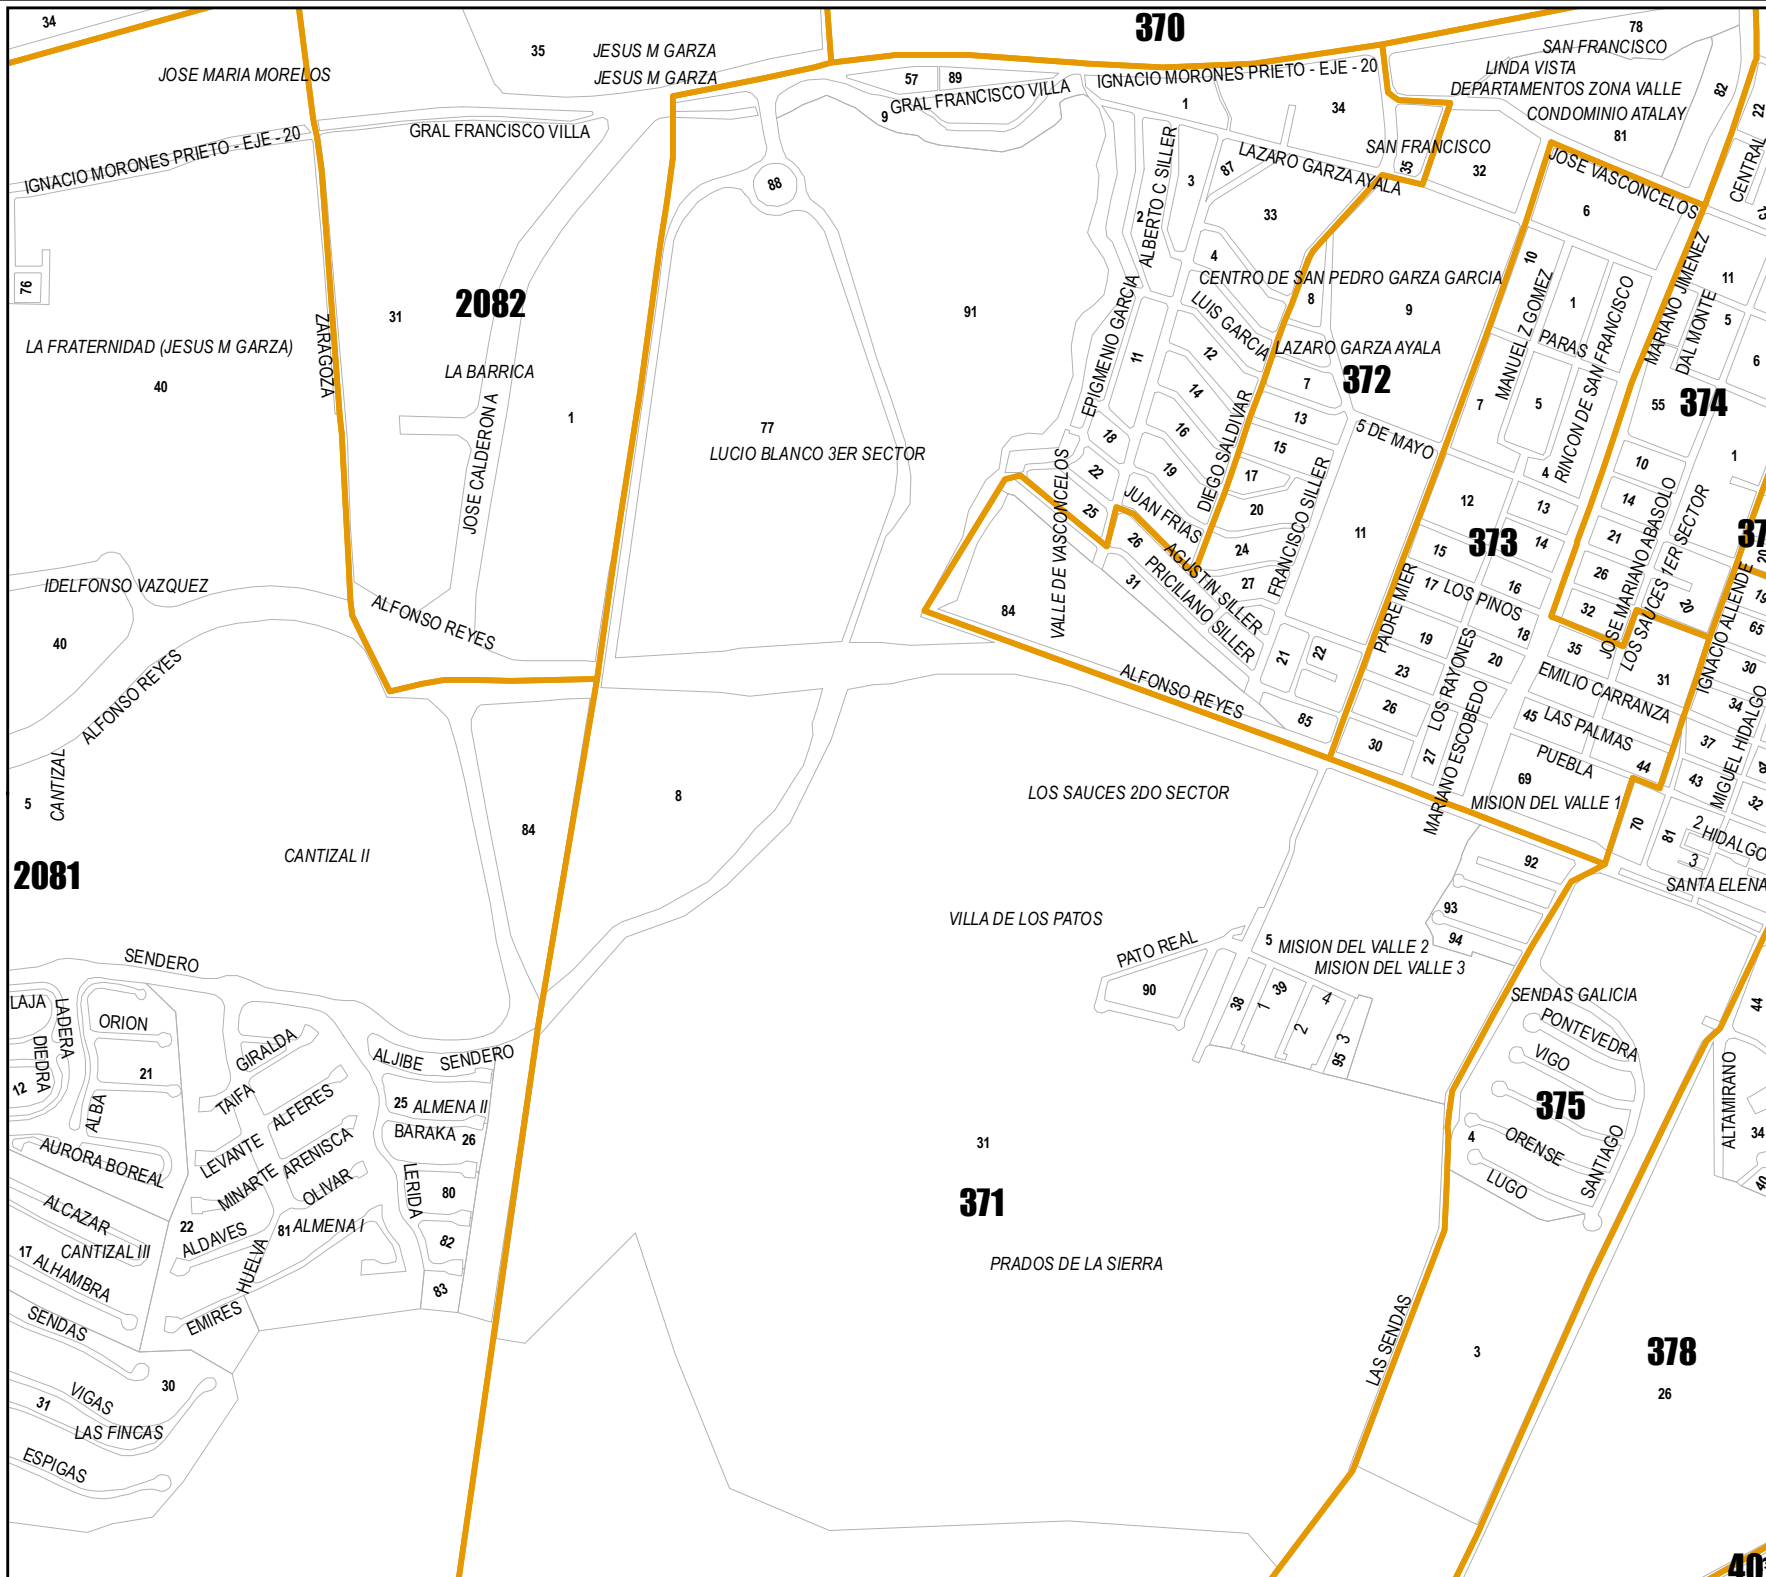 34
35
JESUS M GARZA
370
78
SAN FRANCISCO
JOSE MARIA MORELOS
JESUS M GARZA
57
89
IGNACIO MORONES PRIETO - EJE - 20
LINDA VISTA
DEPARTAMENTOS ZONA VALLE
82
GRAL FRANCISCO VILLA
9
1
34
CONDOMINIO ATALAY
22
IGNACIO MORONES PRIETO - EJE - 20
GRAL FRANCISCO VILLA
81
LAZARO GARZA AYALA
SAN FRANCISCO
35
32
JOSE VASCONCELOS
CENTRAL
88
ALBERTO C SILLER
3
87
2
33
6
76
31
2082
4
CENTRO DE SAN PEDRO GARZA GARCIA
10
MANUEL Z GOMEZ
1
RINCON DE SAN FRANCISCO
MARIANO JIMENEZ
11
LA FRATERNIDAD (JESUS M GARZA)
ZARAGOZA
91
EPIGMENIO GARCIA
LUIS GARCIA
8
9
PARAS
DAL MONTE
5
40
LA BARRICA
11
12
LAZARO GARZA AYALA
6
7
372
14
7
5
55
374
JOSE CALDERON A
1
77
LUCIO BLANCO 3ER SECTOR
18
16
DIEGO SALDIVAR
13
5 DE MAYO
15
4
10
1
VALLE DE VASCONCELOS
22
19
17
FRANCISCO SILLER
12
13
14
25
JUAN FRIAS
20
11
373
14
21
JOSE MARIANO ABASOLO
LOS SAUCES 1ER SECTOR
37
20
26
AGUSTIN SILLER
24
15
26
IDELFONSO VAZQUEZ
31
PRICILIANO SILLER
27
PADRE MIER
17
LOS PINOS
16
32
20
IGNACIO ALLENDE
19
ALFONSO REYES
84
40
19
18
65
21
22
23
LOS RAYONES
20
35
31
30
ALFONSO REYES
ALFONSO REYES
EMILIO CARRANZA
26
MARIANO ESCOBEDO
34
85
45
LAS PALMAS
37
MIGUEL HIDALGO
30
27
PUEBLA
44
CANTIZAL
5
8
LOS SAUCES 2DO SECTOR
69
43
MISION DEL VALLE 1
32
84
70
81
2
HIDALGO
CANTIZAL II
92
3
2081
SANTA ELENA
VILLA DE LOS PATOS
93
5
MISION DEL VALLE 2
94
PATO REAL
MISION DEL VALLE 3
SENDERO
90
38
1
39
2
4
3
95
SENDAS GALICIA
44
LAJA
LADERA
ORION
PONTEVEDRA
DIEDRA
GIRALDA
ALJIBE
SENDERO
VIGO
12
21
TAIFA
ALFERES
25
ALMENA II
375
ALTAMIRANO
ALBA
BARAKA
26
31
4
ORENSE
34
AURORA BOREAL
LEVANTE
ARENISCA
SANTIAGO
MINARTE
OLIVAR
LERIDA
80
371
LUGO
40
ALCAZAR
22
ALDAVES
81
ALMENA I
82
17
CANTIZAL III
HUELVA
PRADOS DE LA SIERRA
ALHAMBRA
83
EMIRES
SENDAS
LAS SENDAS
3
378
VIGAS
30
26
31
LAS FINCAS
ESPIGAS
40